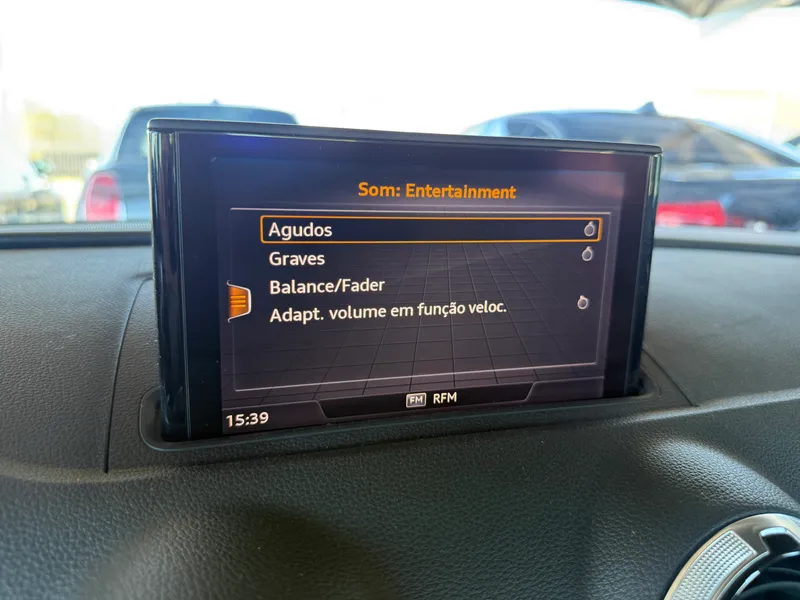 Som: Entertainment
Agudos
Graves
Balance/Fader
Adapt. volume em função veloc.
15:39
FM RFM